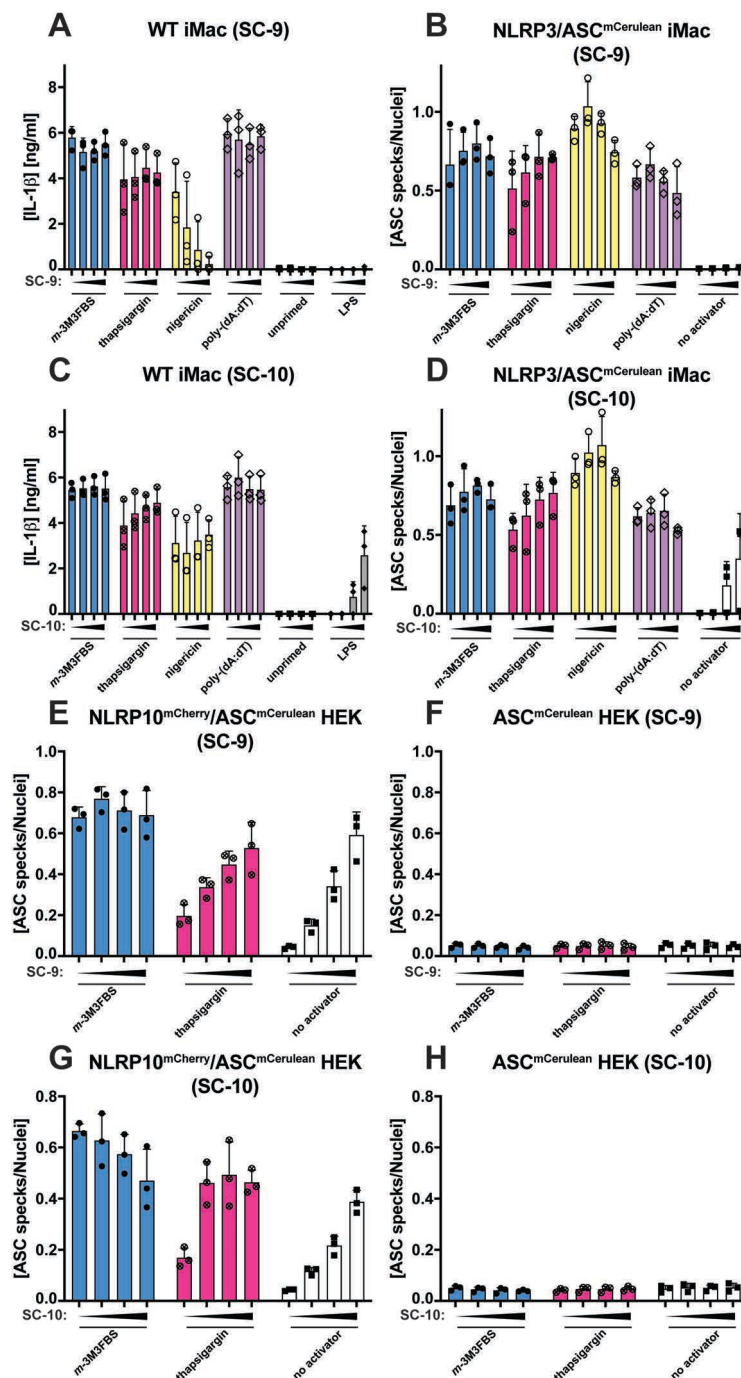 A
WT iMac (SC-9)
[IL-1β] [ng/ml]
8
6
4
2
0
SC-9:
m-3M3FBS
thapsigargin
nigericin
poly-(dA:dT)
unprimed
LPS
B
NLRP3/ASCmCerulean iMac
(SC-9)
[ASC specks/Nuclei]
1.0
0.5
0.0
SC-9:
m-3M3FBS
thapsigargin
nigericin
poly-(dA:dT)
no activator
C
WT iMac (SC-10)
[IL-1β] [ng/ml]
8
6
4
2
0
SC-10:
m-3M3FBS
thapsigargin
nigericin
poly-(dA:dT)
unprimed
LPS
D
NLRP3/ASCmCerulean iMac
(SC-10)
[ASC specks/Nuclei]
1.0
0.5
0.0
SC-10:
m-3M3FBS
thapsigargin
nigericin
poly-(dA:dT)
no activator
E
NLRP10mCherry/ASCmCerulean HEK
(SC-9)
[ASC specks/Nuclei]
1.0
0.8
0.6
0.4
0.2
0.0
SC-9:
m-3M3FBS
thapsigargin
no activator
F
ASCmCerulean HEK (SC-9)
[ASC specks/Nuclei]
1.0
0.8
0.6
0.4
0.2
0.0
SC-9:
m-3M3FBS
thapsigargin
no activator
G
NLRP10mCherry/ASCmCerulean HEK
(SC-10)
[ASC specks/Nuclei]
0.8
0.6
0.4
0.2
0.0
SC-10:
m-3M3FBS
thapsigargin
no activator
H
ASCmCerulean HEK (SC-10)
[ASC specks/Nuclei]
0.8
0.6
0.4
0.2
0.0
SC-10:
m-3M3FBS
thapsigargin
no activator